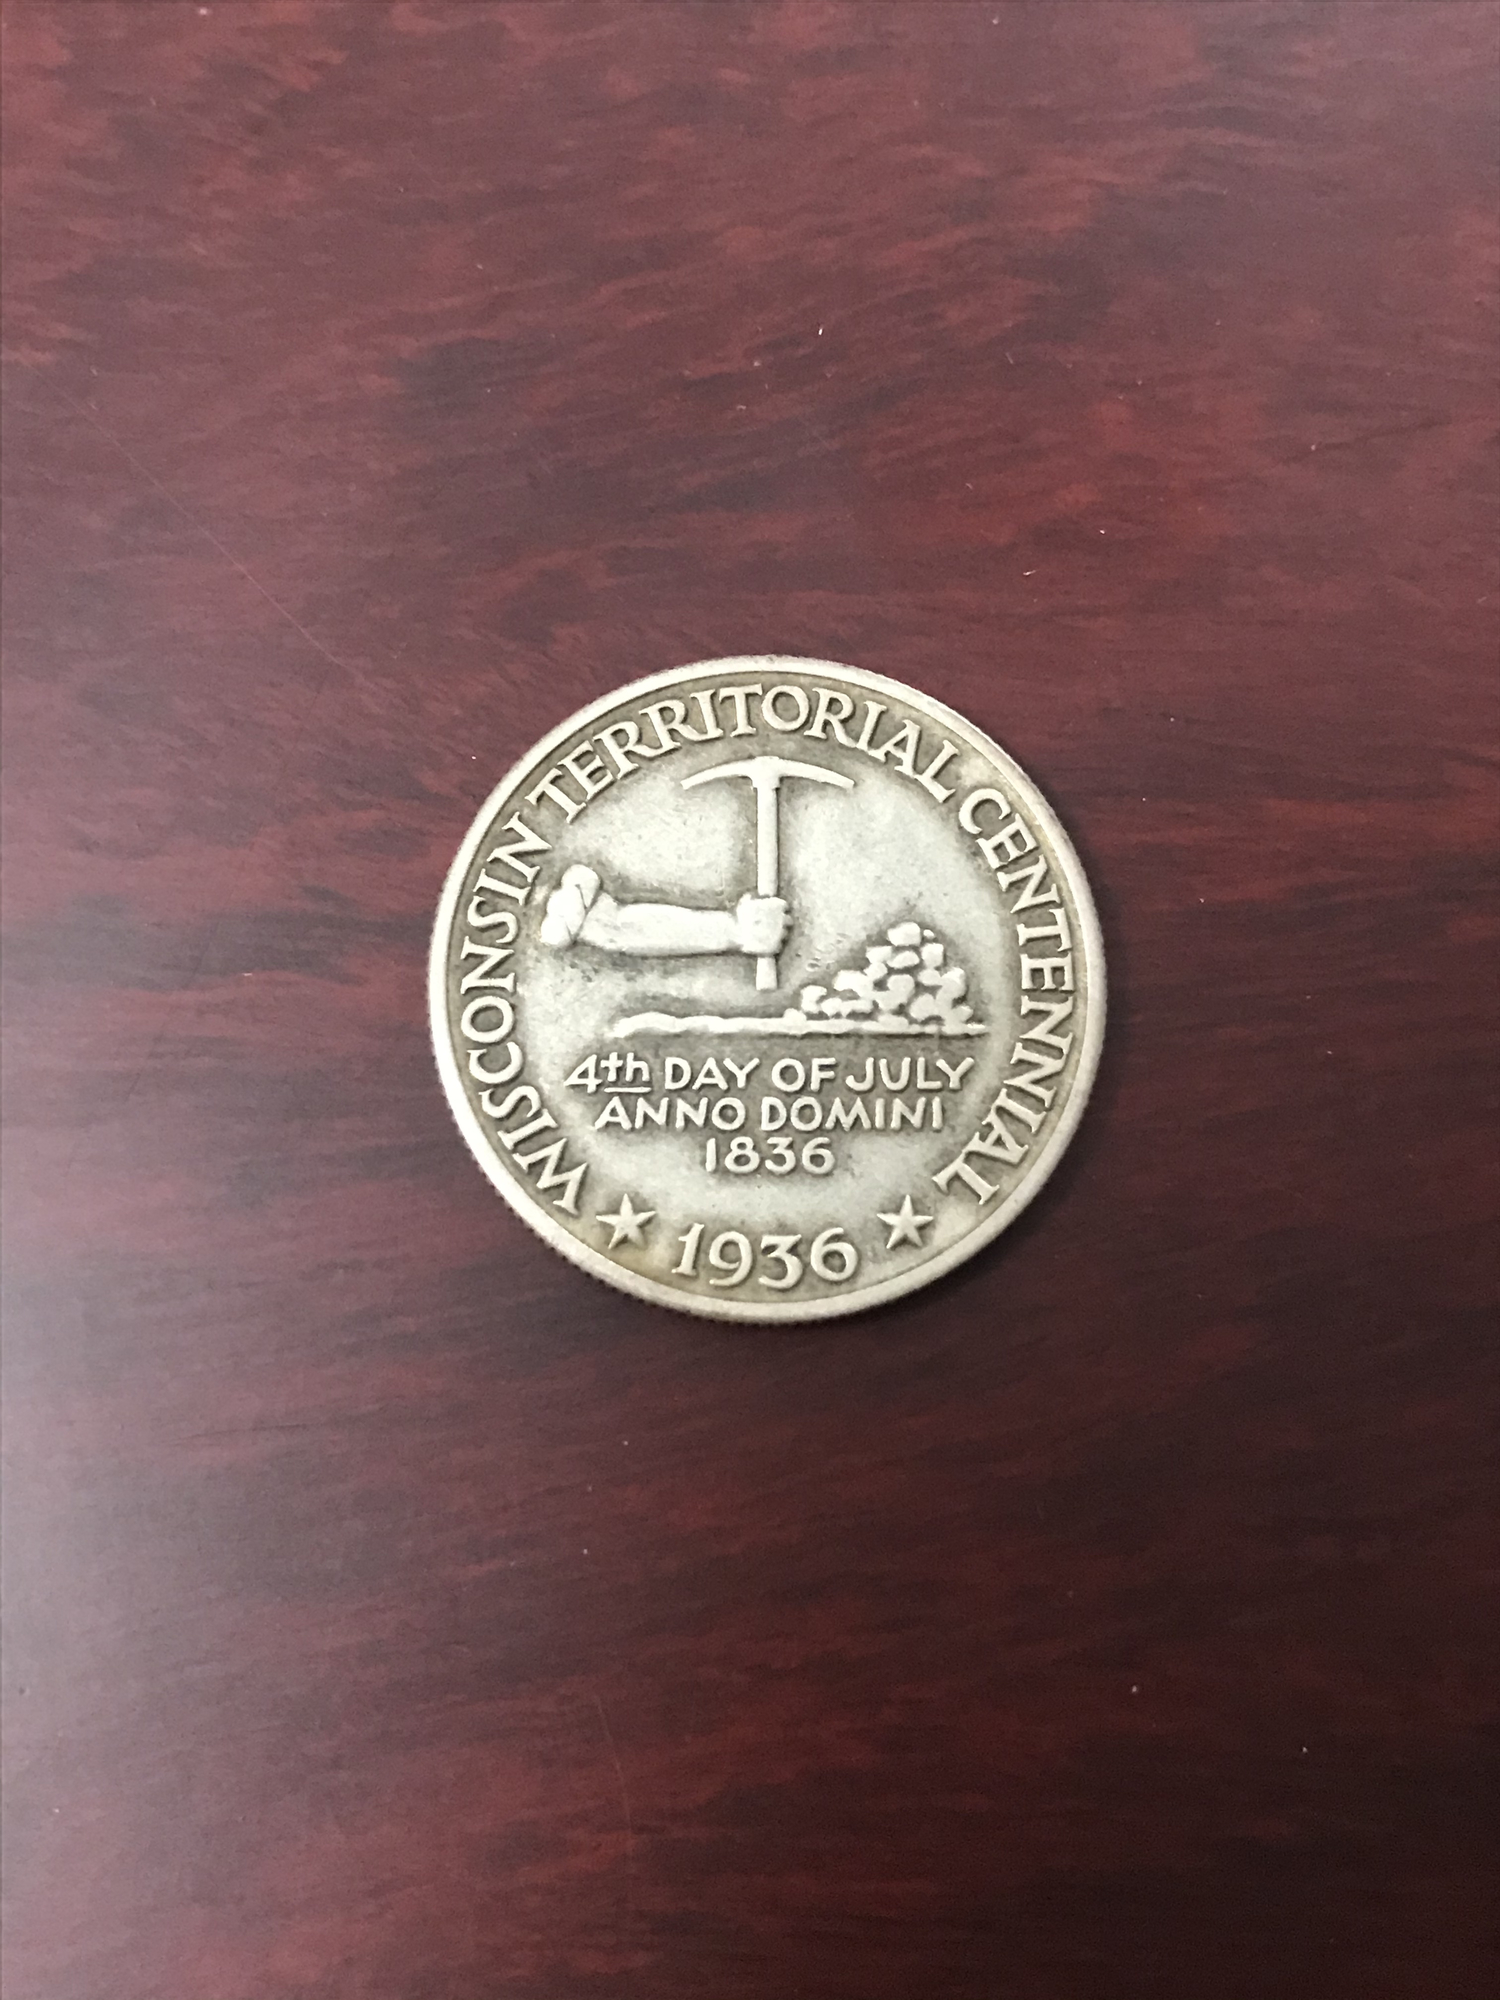 WISCONSIN TERRITORIAL CENTENNIAL
4th DAY OF JULY
ANNO DOMINI
1836
★ 1936 ★